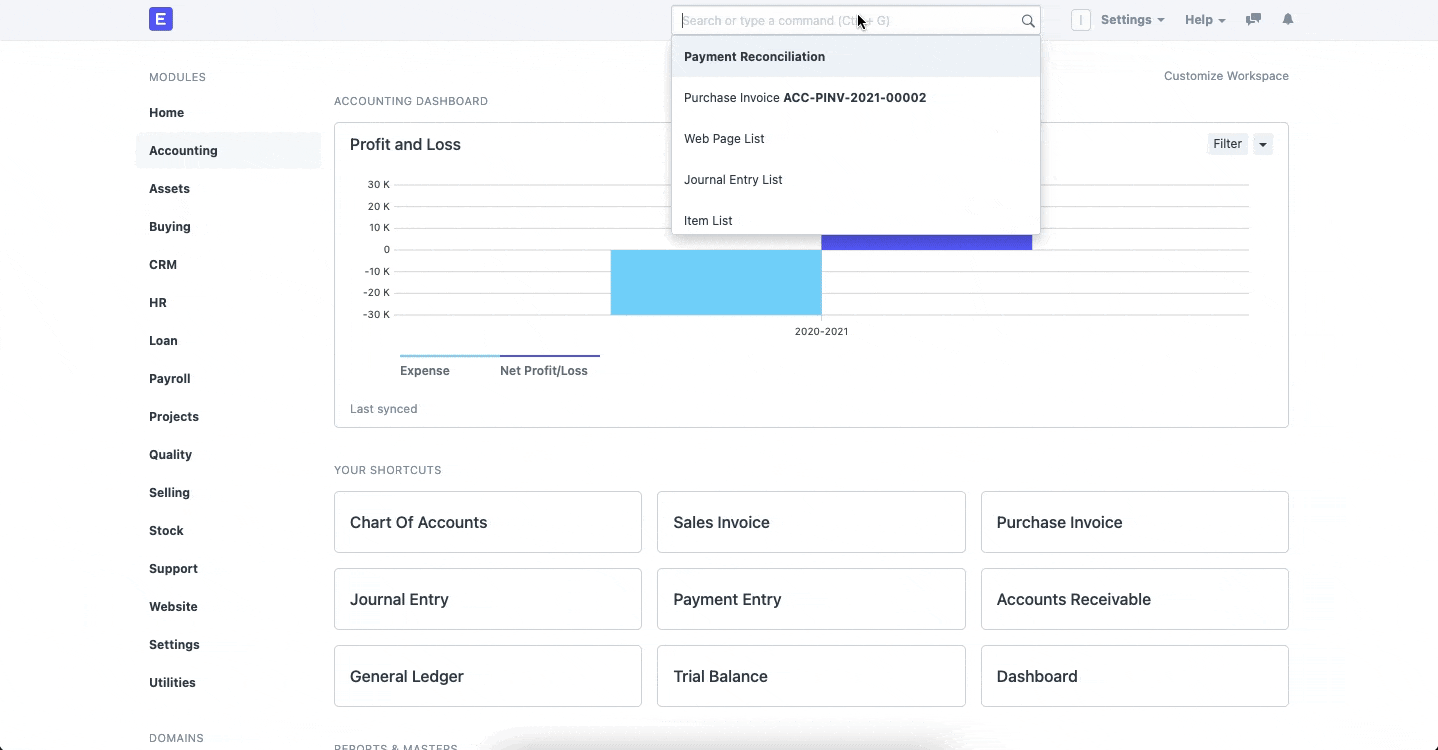 E
Search or type a command (Ctrl + G)
I
Settings
Help
Payment Reconciliation
Purchase Invoice ACC-PINV-2021-00002
Web Page List
Journal Entry List
Item List
MODULES
Home
Accounting
Assets
Buying
CRM
HR
Loan
Payroll
Projects
Quality
Selling
Stock
Support
Website
Settings
Utilities
DOMAINS
Customize Workspace
ACCOUNTING DASHBOARD
Profit and Loss
Filter
30 K
20 K
10 K
0
-10 K
-20 K
-30 K
2020-2021
Expense
Net Profit/Loss
Last synced
YOUR SHORTCUTS
Chart Of Accounts
Sales Invoice
Purchase Invoice
Journal Entry
Payment Entry
Accounts Receivable
General Ledger
Trial Balance
Dashboard
REPORTS & MASTERS